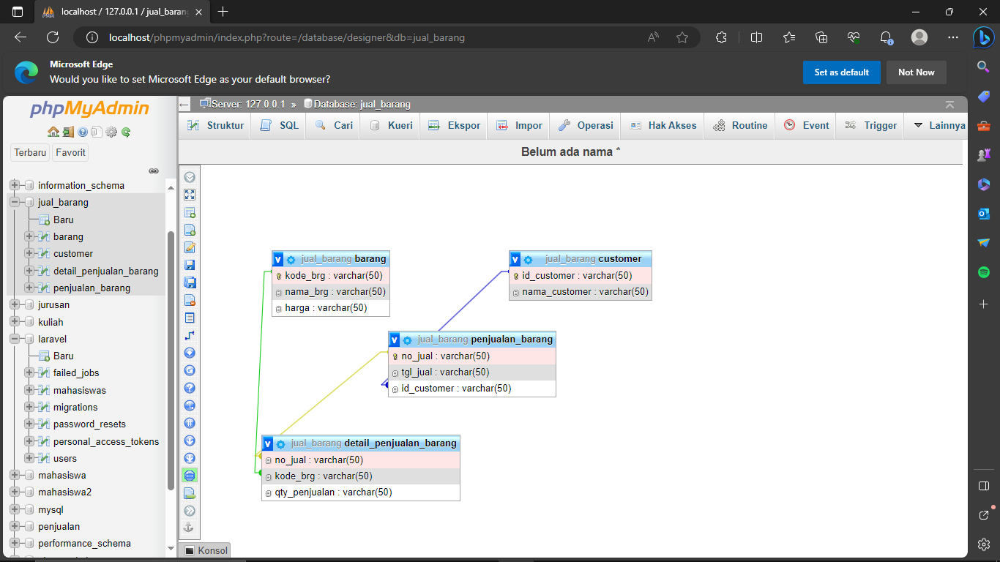 localhost / 127.0.0.1 / jual_barang
localhost/phpmyadmin/index.php?route=/database/designer&db=jual_barang
Microsoft Edge
Would you like to set Microsoft Edge as your default browser?
Set as default
Not Now
phpMyAdmin
Terbaru
Favorit
information_schema
jual_barang
Baru
barang
customer
detail_penjualan_barang
penjualan_barang
jurusan
kuliah
laravel
Baru
failed_jobs
mahasiswas
migrations
password_resets
personal_access_tokens
users
mahasiswa
mahasiswa2
mysql
penjualan
performance_schema
Server: 127.0.0.1 » Database: jual_barang
Struktur
SQL
Cari
Kueri
Ekspor
Impor
Operasi
Hak Akses
Routine
Event
Trigger
Lainnya
Belum ada nama *
v jual_barang barang
kode_brg : varchar(50)
nama_brg : varchar(50)
harga : varchar(50)
v jual_barang customer
id_customer : varchar(50)
nama_customer : varchar(50)
v jual_barang penjualan_barang
no_jual : varchar(50)
tgl_jual : varchar(50)
id_customer : varchar(50)
v jual_barang detail_penjualan_barang
no_jual : varchar(50)
kode_brg : varchar(50)
qty_penjualan : varchar(50)
Konsol